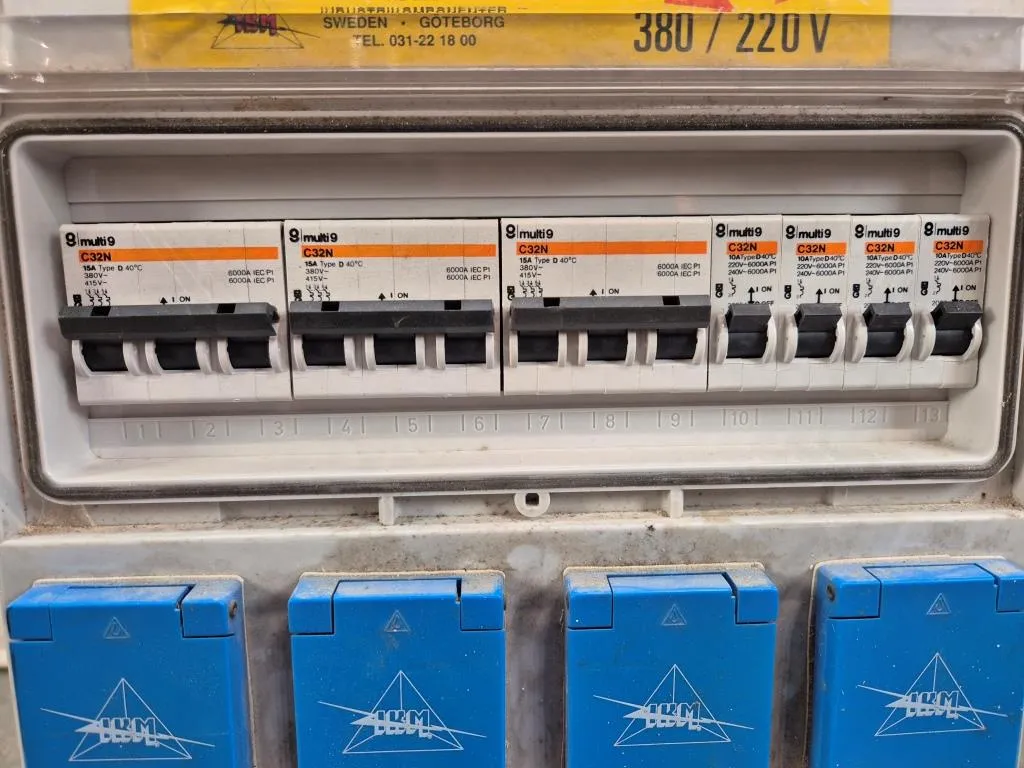 IKM
SWEDEN · GÖTEBORG
TEL. 031-22 18 00
380 / 220 V
multi 9
C32N
15A Type D 40°C
380V~
415V~
6000A IEC P1
6000A IEC P1
I ON
multi 9
C32N
15A Type D 40°C
380V~
415V~
6000A IEC P1
6000A IEC P1
I ON
multi 9
C32N
15A Type D 40°C
380V~
415V~
6000A IEC P1
6000A IEC P1
I ON
multi 9
C32N
10A Type D 40°C
220V~6000A P1
240V~6000A P1
I ON
multi 9
C32N
10A Type D 40°C
220V~6000A P1
240V~6000A P1
I ON
multi 9
C32N
10A Type D 40°C
220V~6000A P1
240V~6000A P1
I ON
multi 9
C32N
10A Type D 40°C
220V~6000A P1
240V~6000A P1
I ON
1 2 3 4 5 6 7 8 9 10 11 12 13
IKM
IKM
IKM
IKM